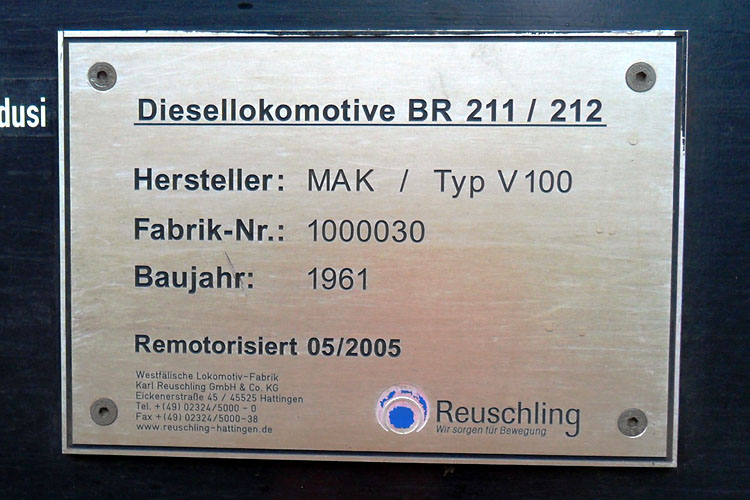 dusi
Diesellokomotive BR 211 / 212
Hersteller: MAK / Typ V 100
Fabrik-Nr.: 1000030
Baujahr: 1961
Remotorisiert 05/2005
Westfälische Lokomotiv-Fabrik
Karl Reuschling GmbH & Co. KG
Eickenerstraße 45 / 45525 Hattingen
Tel. +(49) 02324/5000 - 0
Fax +(49) 02324/5000-38
www.reuschling-hattingen.de
Reuschling
Wir sorgen für Bewegung